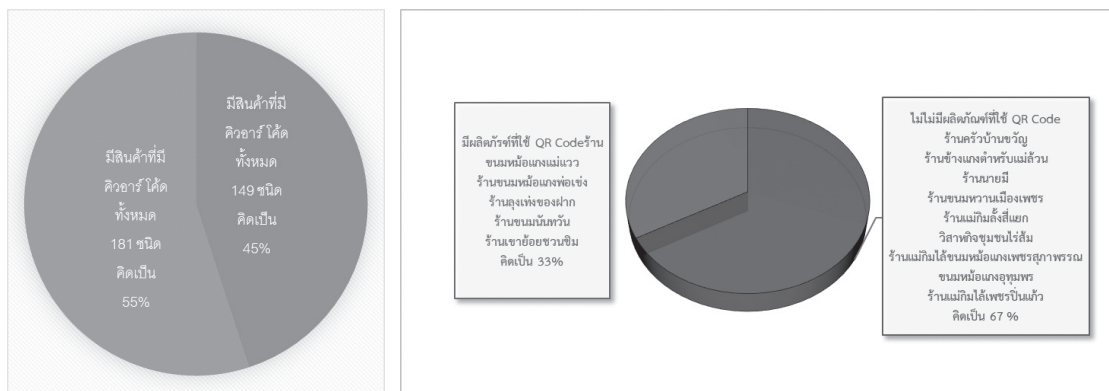 มีสินค้าที่มี
คิวอาร์ โค้ด
ทั้งหมด
181 ชนิด
คิดเป็น
55%
มีสินค้าที่มี
คิวอาร์ โค้ด
ทั้งหมด
149 ชนิด
คิดเป็น
45%
มีผลิตภัรฑ์ที่ใช้ QR Codeร้าน
ขนมหม้อแกงแม่แวว
ร้านขนมหม้อแกงพ่อเข่ง
ร้านลุงเท่งของฝาก
ร้านขนมนันทวัน
ร้านเขาย้อยชวนชิม
คิดเป็น 33%
ไม่ไม่มีผลิตภัณฑ์ที่ใช้ QR Code
ร้านครัวบ้านขวัญ
ร้านข้างแกงตำหรับแม่ล้วน
ร้านนายมี
ร้านขนมหวานเมืองเพชร
ร้านแม่กิมลั้งสี่แยก
วิสาหกิจชุมชนไร่ส้ม
ร้านแม่กิมไล้ขนมหม้อแกงเพชรสุภาพรรณ
ขนมหม้อแกงอุทุมพร
ร้านแม่กิมไล้เพชรปิ่นแก้ว
คิดเป็น 67 %